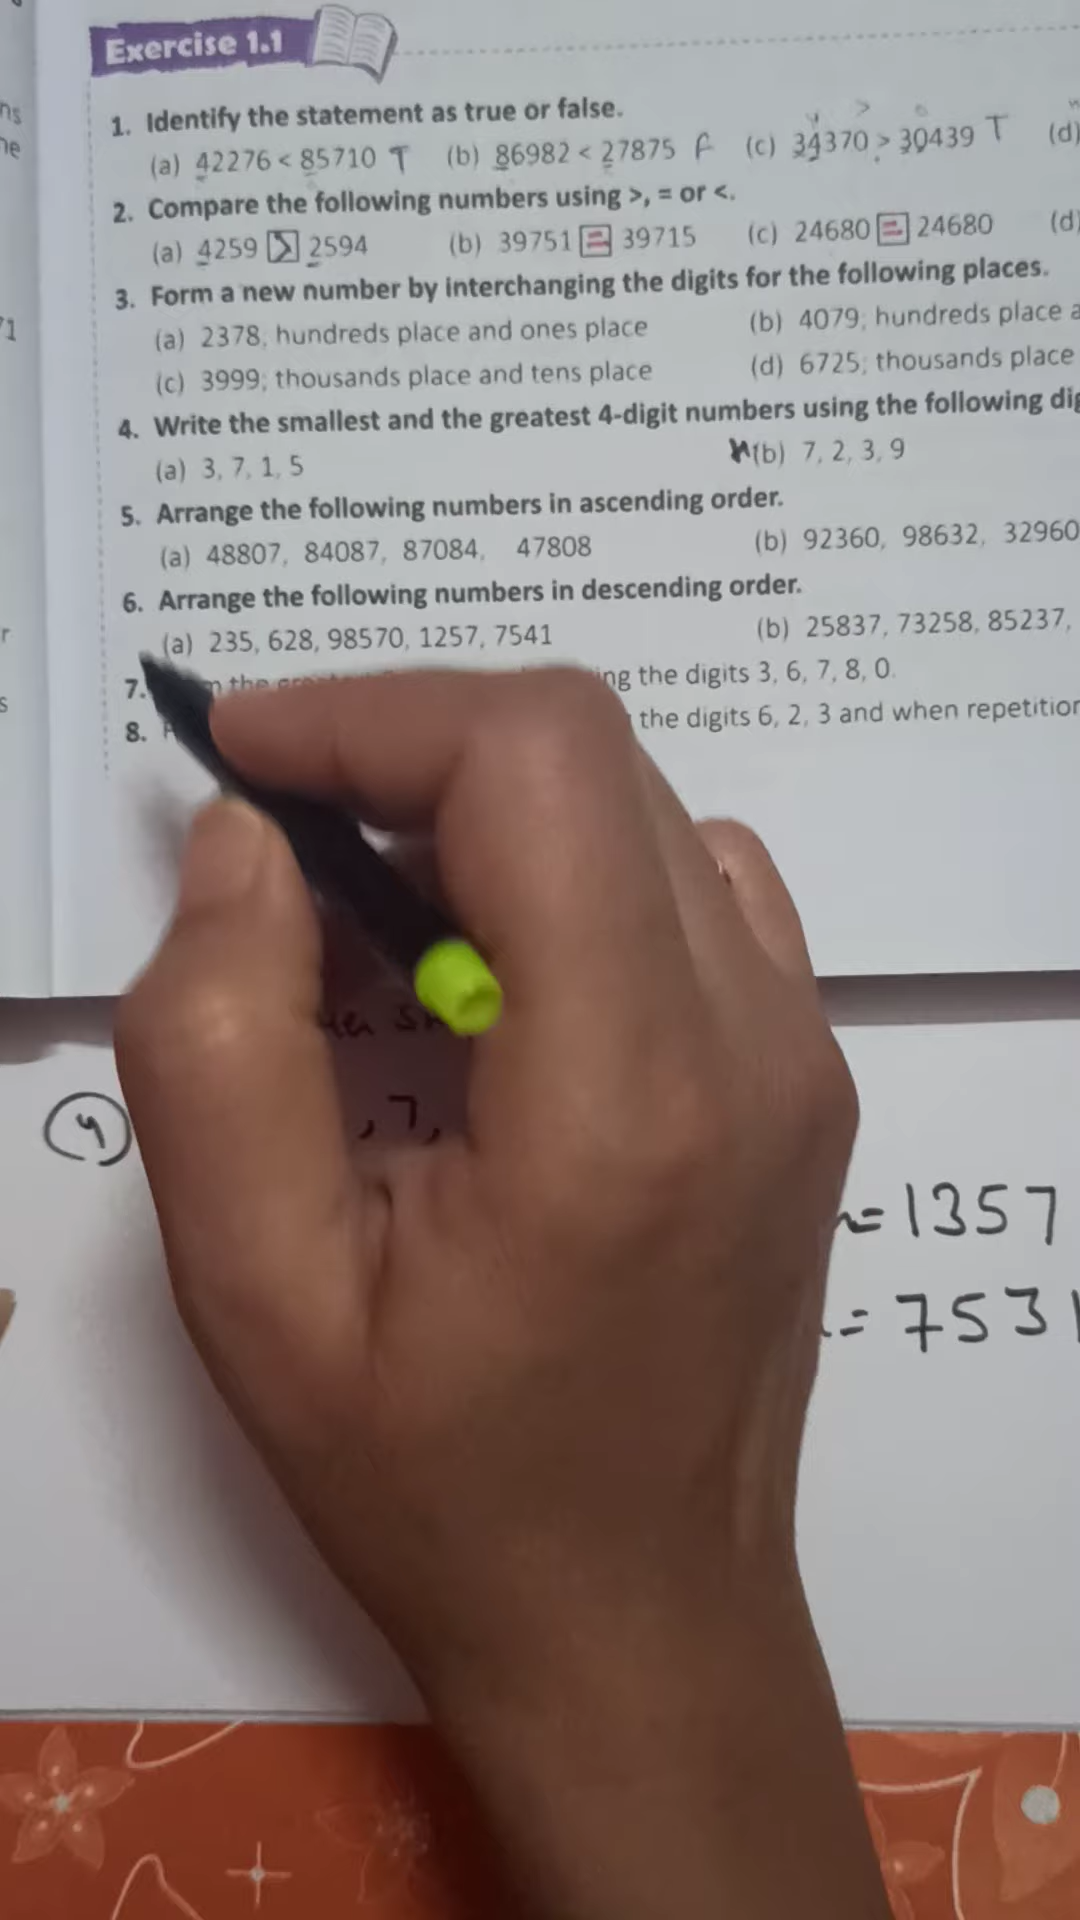 Exercise 1.1
1. Identify the statement as true or false.
(a) 42276 < 85710 T (b) 86982 < 27875 F (c) 34370 > 30439 T (d)
2. Compare the following numbers using >, = or <.
(a) 4259 > 2594 (b) 39751 = 39715 (c) 24680 = 24680 (d)
3. Form a new number by interchanging the digits for the following places.
(a) 2378, hundreds place and ones place (b) 4079; hundreds place a
(c) 3999; thousands place and tens place (d) 6725; thousands place
4. Write the smallest and the greatest 4-digit numbers using the following dig
(a) 3, 7, 1, 5 (b) 7, 2, 3, 9
5. Arrange the following numbers in ascending order.
(a) 48807, 84087, 87084, 47808 (b) 92360, 98632, 32960
6. Arrange the following numbers in descending order.
(a) 235, 628, 98570, 1257, 7541 (b) 25837, 73258, 85237,
7. the ing the digits 3, 6, 7, 8, 0.
8. the digits 6, 2, 3 and when repetition
4
, 7,
= 1357
= 7531